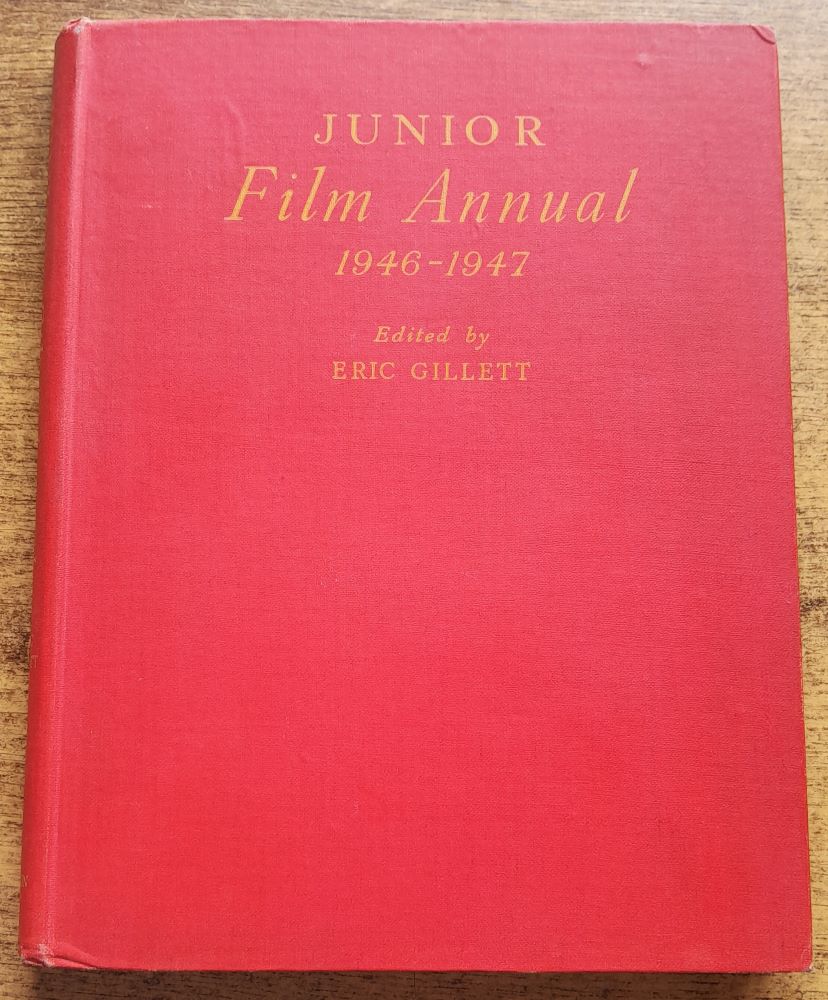 JUNIOR
Film Annual
1946-1947
Edited by
ERIC GILLETT